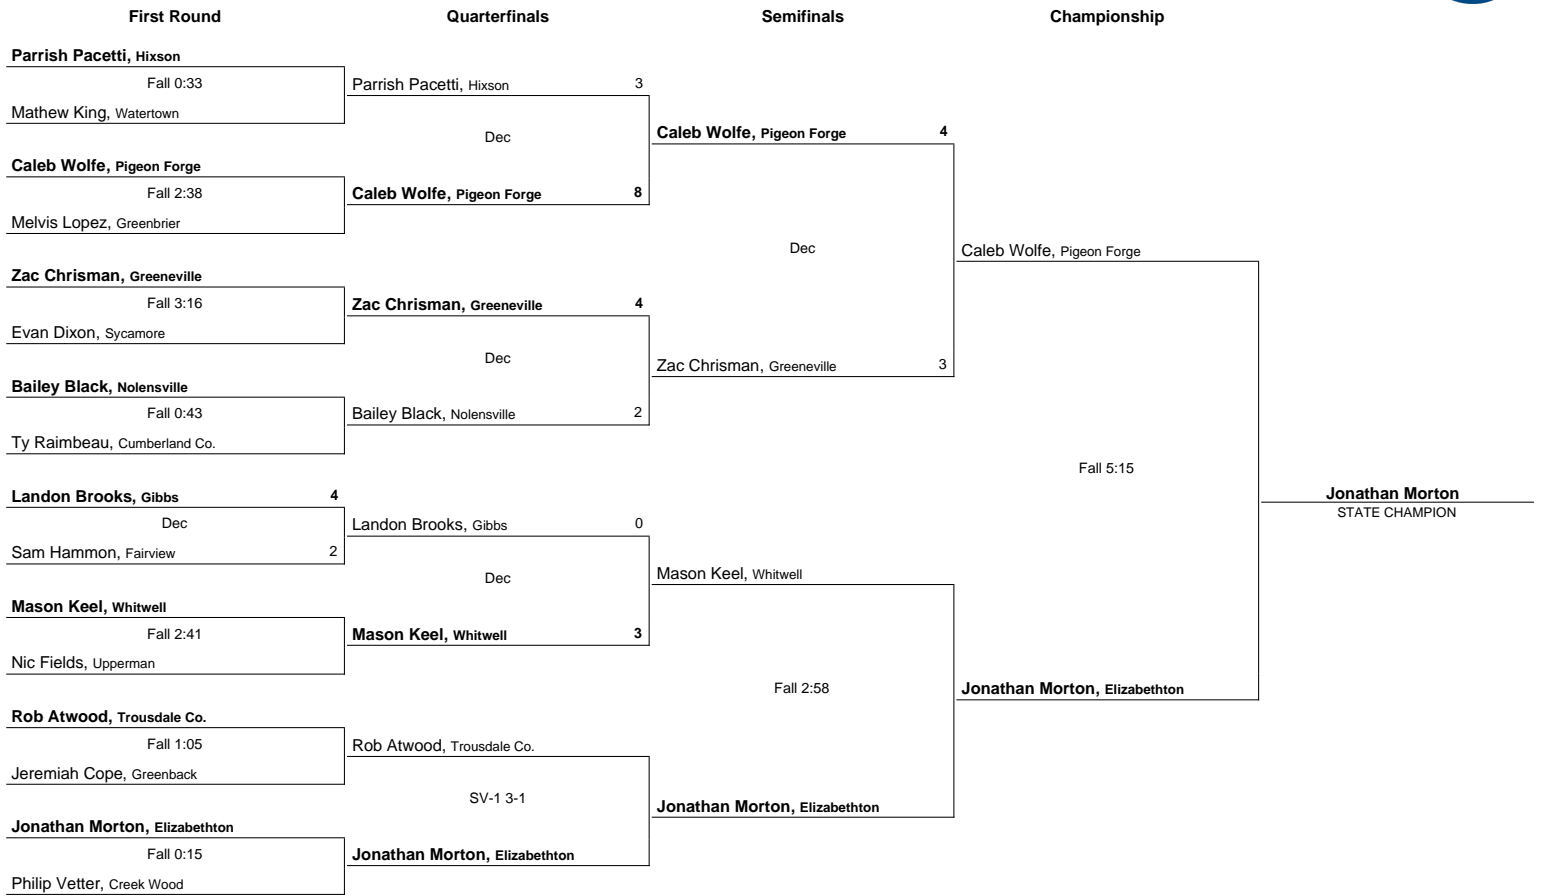 First Round
Quarterfinals
Semifinals
Championship
Parrish Pacetti, Hixson
Fall 0:33
Mathew King, Watertown
Caleb Wolfe, Pigeon Forge
Fall 2:38
Melvis Lopez, Greenbrier
Zac Chrisman, Greeneville
Fall 3:16
Evan Dixon, Sycamore
Bailey Black, Nolensville
Fall 0:43
Ty Raimbeau, Cumberland Co.
Landon Brooks, Gibbs 4
Dec
Sam Hammon, Fairview 2
Mason Keel, Whitwell
Fall 2:41
Nic Fields, Upperman
Rob Atwood, Trousdale Co.
Fall 1:05
Jeremiah Cope, Greenback
Jonathan Morton, Elizabethton
Fall 0:15
Philip Vetter, Creek Wood
Parrish Pacetti, Hixson 3
Dec
Caleb Wolfe, Pigeon Forge 8
Zac Chrisman, Greeneville 4
Dec
Bailey Black, Nolensville 2
Landon Brooks, Gibbs 0
Dec
Mason Keel, Whitwell 3
Rob Atwood, Trousdale Co.
SV-1 3-1
Jonathan Morton, Elizabethton
Caleb Wolfe, Pigeon Forge 4
Dec
Zac Chrisman, Greeneville 3
Mason Keel, Whitwell
Fall 2:58
Jonathan Morton, Elizabethton
Caleb Wolfe, Pigeon Forge
Fall 5:15
Jonathan Morton, Elizabethton
Jonathan Morton
STATE CHAMPION